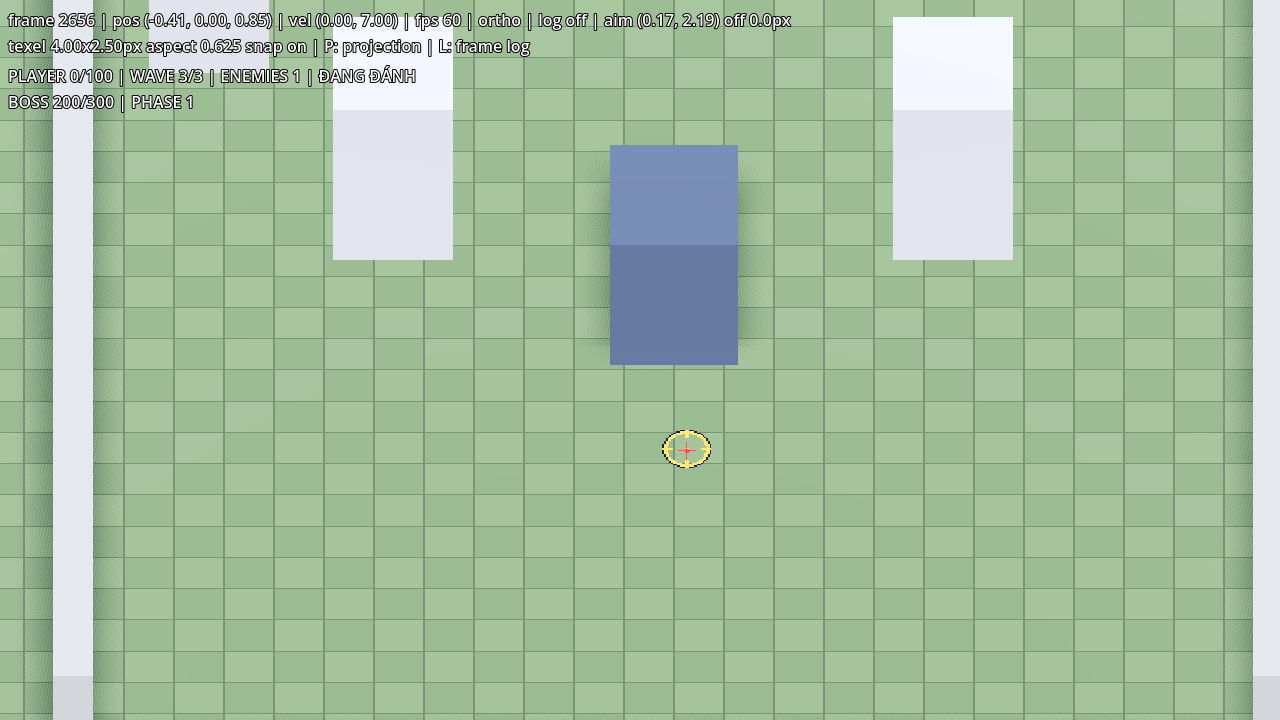 frame 2656 | pos (-0.41, 0.00, 0.85) | vel (0.00, 7.00) | fps 60 | ortho | log off | aim (0.17, 2.19) off 0.0px
texel 4.00x2.50px aspect 0.625 snap on | P: projection | L: frame log
PLAYER 0/100 | WAVE 3/3 | ENEMIES 1 | ĐANG ĐÁNH
BOSS 200/300 | PHASE 1